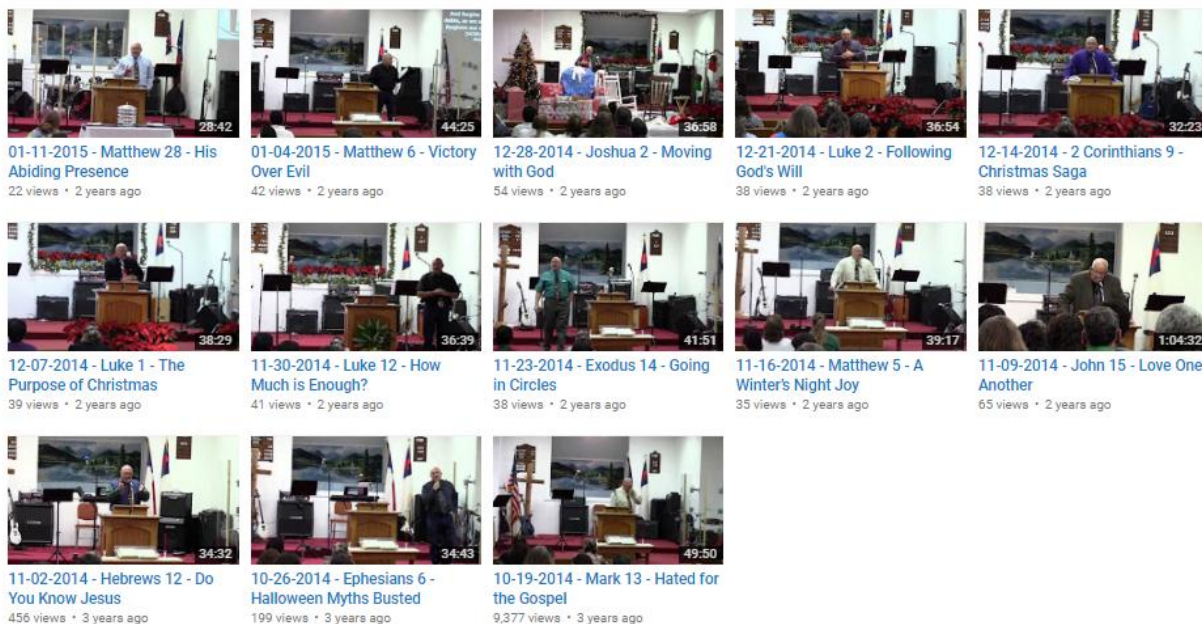 28:42
44:25
36:58
36:54
32:23
01-11-2015 - Matthew 28 - His
Abiding Presence
22 views • 2 years ago
01-04-2015 - Matthew 6 - Victory
Over Evil
42 views • 2 years ago
12-28-2014 - Joshua 2 - Moving
with God
54 views • 2 years ago
12-21-2014 - Luke 2 - Following
God's Will
38 views • 2 years ago
12-14-2014 - 2 Corinthians 9 -
Christmas Saga
38 views • 2 years ago
38:29
36:39
41:51
39:17
1:04:32
12-07-2014 - Luke 1 - The
Purpose of Christmas
39 views • 2 years ago
11-30-2014 - Luke 12 - How
Much is Enough?
41 views • 2 years ago
11-23-2014 - Exodus 14 - Going
in Circles
38 views • 2 years ago
11-16-2014 - Matthew 5 - A
Winter's Night Joy
35 views • 2 years ago
11-09-2014 - John 15 - Love One
Another
65 views • 2 years ago
34:32
34:43
49:50
11-02-2014 - Hebrews 12 - Do
You Know Jesus
456 views • 3 years ago
10-26-2014 - Ephesians 6 -
Halloween Myths Busted
199 views • 3 years ago
10-19-2014 - Mark 13 - Hated for
the Gospel
9,377 views • 3 years ago